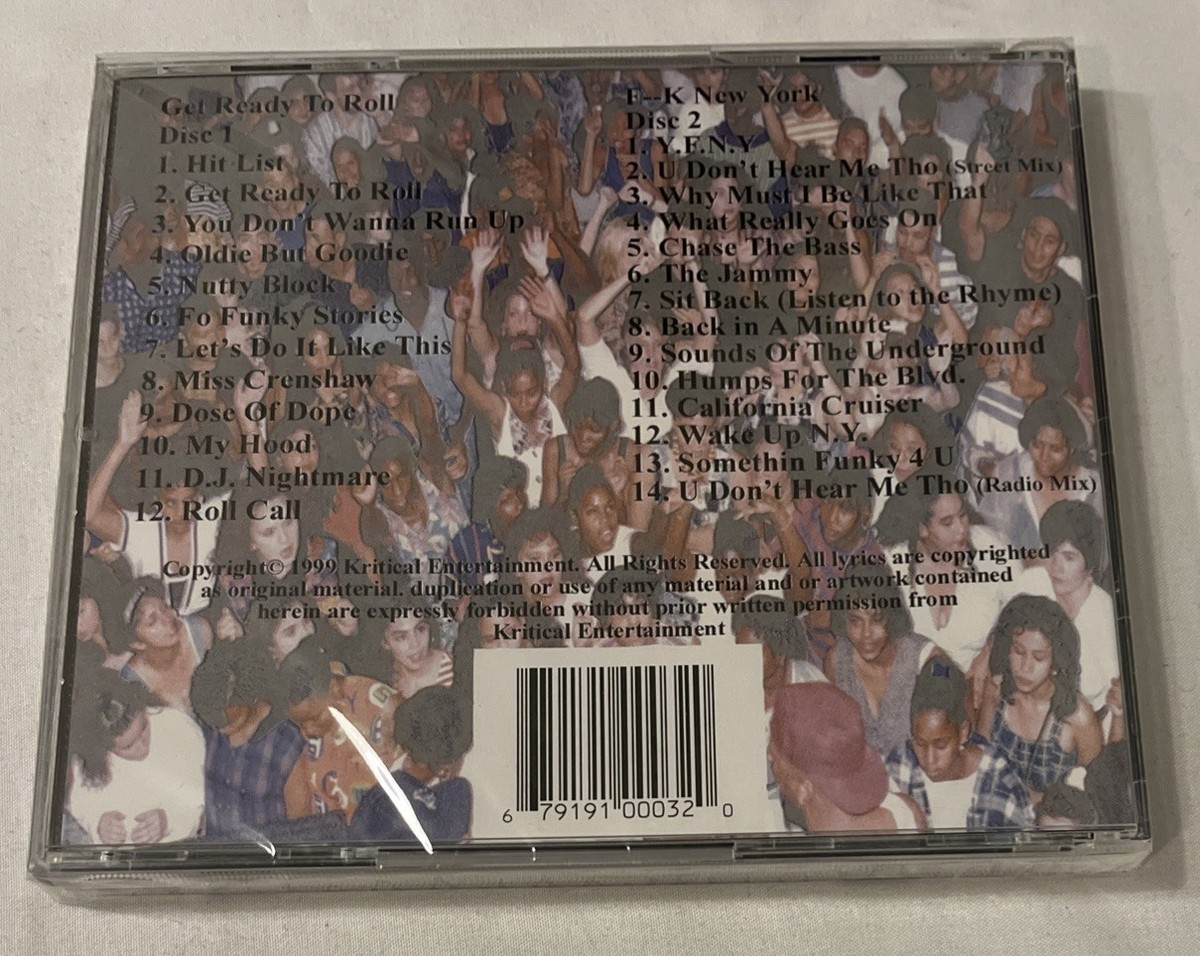 Get Ready To Roll
Disc 1
1. Hit List
2. Get Ready To Roll
3. You Don't Wanna Run Up
4. Oldie But Goodie
5. Nutty Block
6. Fo Funky Stories
7. Let's Do It Like This
8. Miss Crenshaw
9. Dose Of Dope
10. My Hood
11. D.J. Nightmare
12. Roll Call
F--K New York
Disc 2
1. Y.F.N.Y
2. U Don't Hear Me Tho (Street Mix)
3. Why Must I Be Like That
4. What Really Goes On
5. Chase The Bass
6. The Jammy
7. Sit Back (Listen to the Rhyme)
8. Back in A Minute
9. Sounds Of The Underground
10. Humps For The Blvd.
11. California Cruiser
12. Wake Up N.Y.
13. Somethin Funky 4 U
14. U Don't Hear Me Tho (Radio Mix)
Copyright© 1999 Kritical Entertainment. All Rights Reserved. All lyrics are copyrighted
as original material. duplication or use of any material and or artwork contained
herein are expressly forbidden without prior written permission from
Kritical Entertainment
6 79191 00032 0